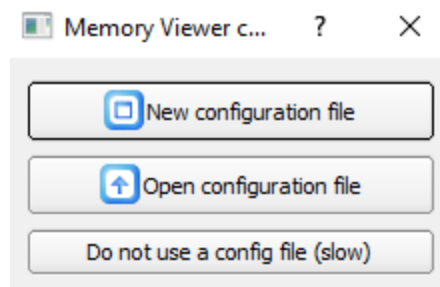 Memory Viewer c... ?
New configuration file
Open configuration file
Do not use a config file (slow)